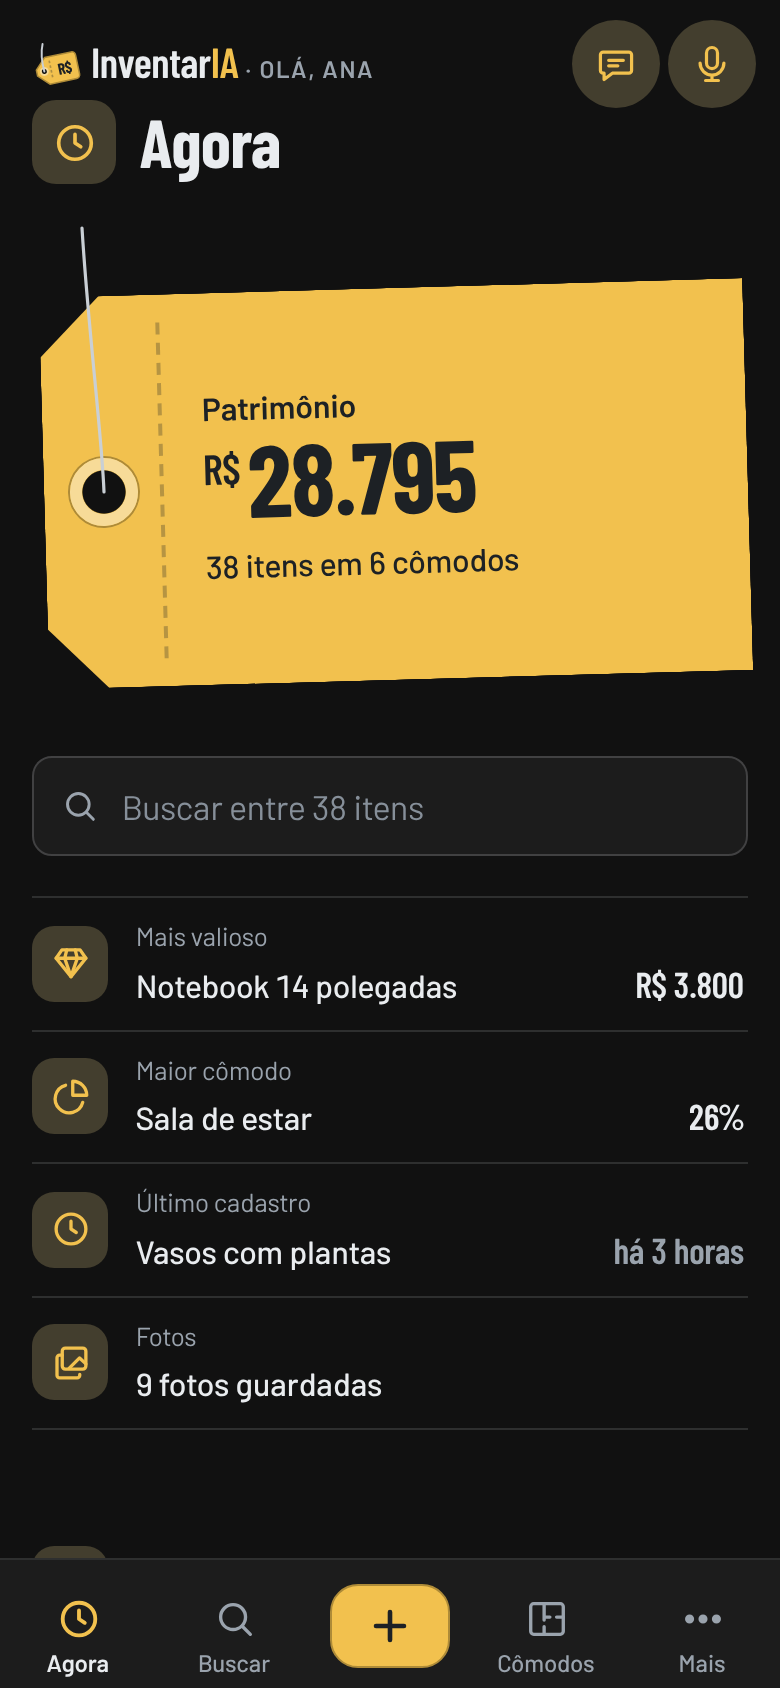 R$ InventarIA · OLÁ, ANA
Agora
Patrimônio
R$ 28.795
38 itens em 6 cômodos
Buscar entre 38 itens
Mais valioso
Notebook 14 polegadas R$ 3.800
Maior cômodo
Sala de estar 26%
Último cadastro
Vasos com plantas há 3 horas
Fotos
9 fotos guardadas
Agora Buscar Cômodos Mais